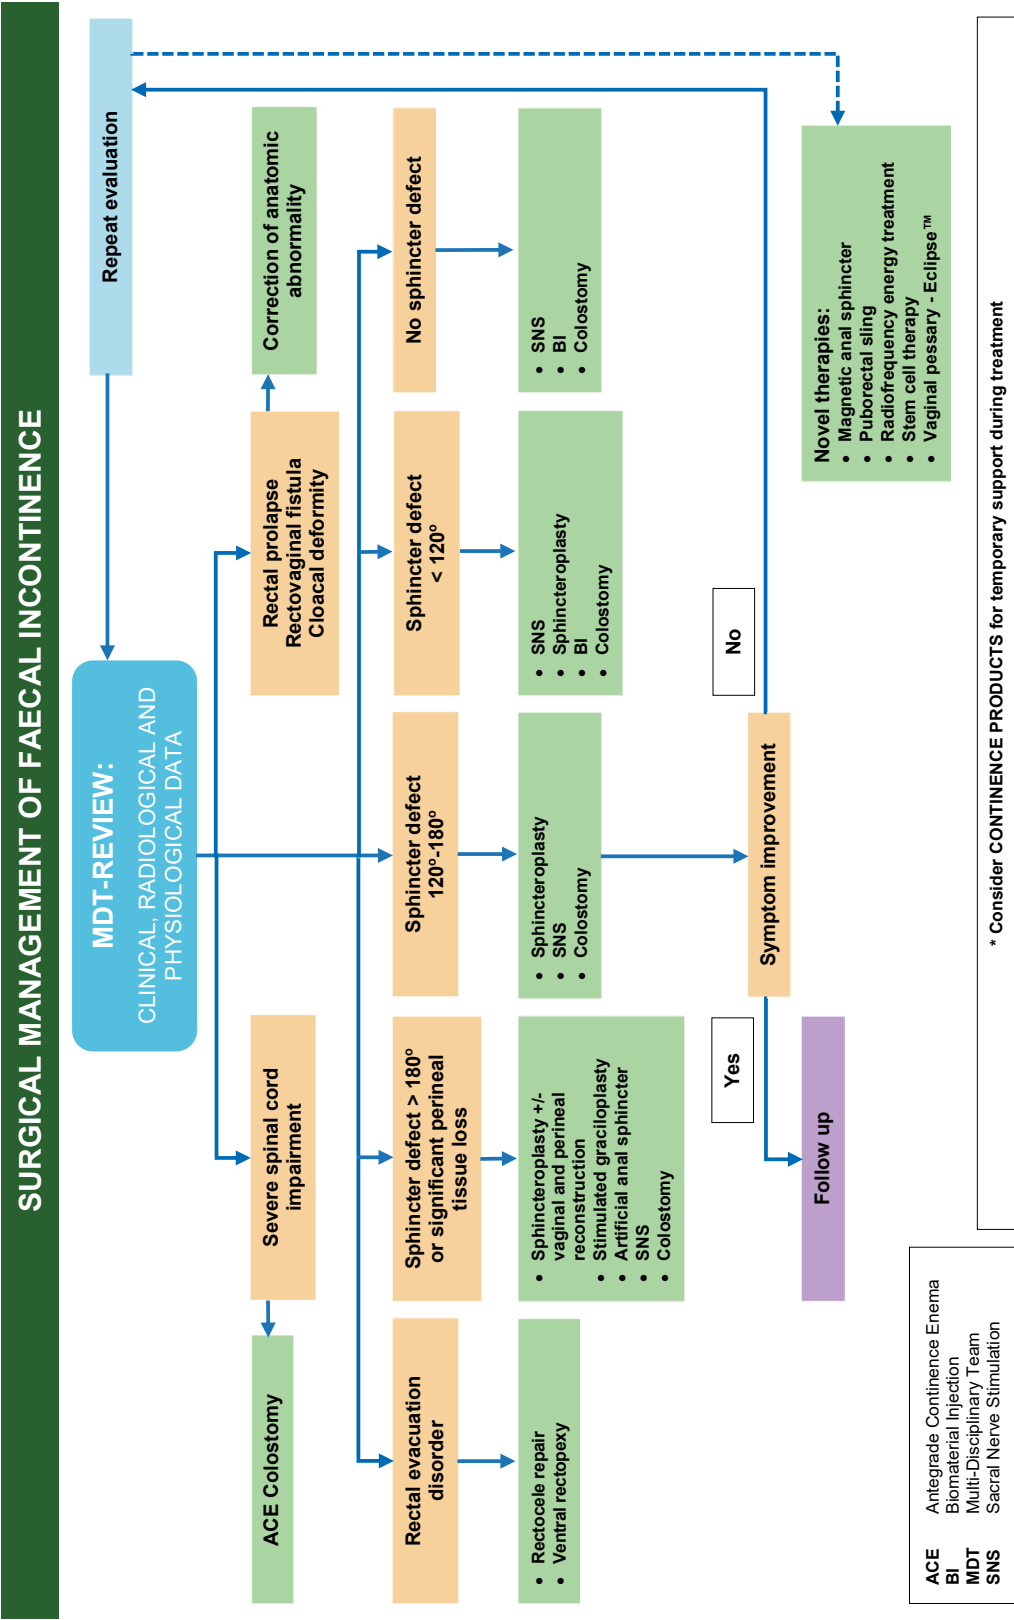 SURGICAL MANAGEMENT OF FAECAL INCONTINENCE
MDT-REVIEW:
CLINICAL, RADIOLOGICAL AND
PHYSIOLOGICAL DATA
Repeat evaluation
ACE Colostomy
Severe spinal cord
impairment
Rectal prolapse
Rectovaginal fistula
Cloacal deformity
Correction of anatomic
abnormality
Rectal evacuation
disorder
Sphincter defect > 180º
or significant perineal
tissue loss
Sphincter defect
120º-180º
Sphincter defect
< 120º
No sphincter defect
• Rectocele repair
• Ventral rectopexy
• Sphincteroplasty +/-
vaginal and perineal
reconstruction
• Stimulated graciloplasty
• Artificial anal sphincter
• SNS
• Colostomy
• Sphincteroplasty
• SNS
• Colostomy
• SNS
• Sphincteroplasty
• BI
• Colostomy
• SNS
• BI
• Colostomy
Yes
No
Symptom improvement
Follow up
Novel therapies:
• Magnetic anal sphincter
• Puborectal sling
• Radiofrequency energy treatment
• Stem cell therapy
• Vaginal pessary - Eclipse™
ACE Antegrade Continence Enema
BI Biomaterial Injection
MDT Multi-Disciplinary Team
SNS Sacral Nerve Stimulation
* Consider CONTINENCE PRODUCTS for temporary support during treatment